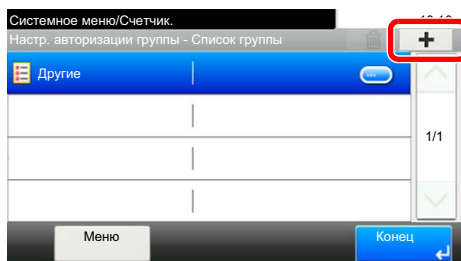 Системное меню/Счетчик.
Настр. авторизации группы - Список группы
+
Другие
...
1/1
Меню
Конец